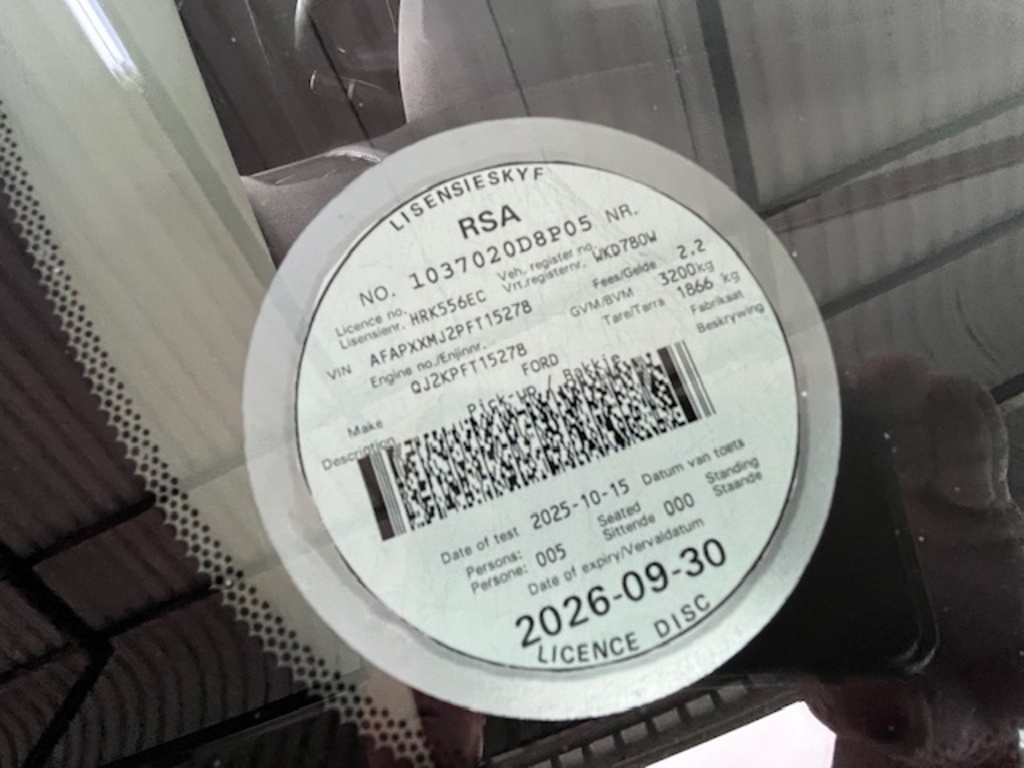 LISENSIESKYF
RSA
NO. 1037020D8P05 NR.
Licence no. Lisensienr. HRK556EC Veh. register no. Vrt.registernr. WKD780W
VIN AFAPXXMJ2PFT15278 Fees/Gelde 2,2
Engine no./Enjinnr. GVM/BVM 3200kg
QJ2KPFT15278 Tare/Tarra 1866 kg
Make FORD Fabrikaat
Description Pick-up / Bakkie Beskrywing
Date of test 2025-10-15 Datum van toets
Persons: Persone: 005 Seated Sittende 000 Standing Staande
Date of expiry/Vervaldatum
2026-09-30
LICENCE DISC